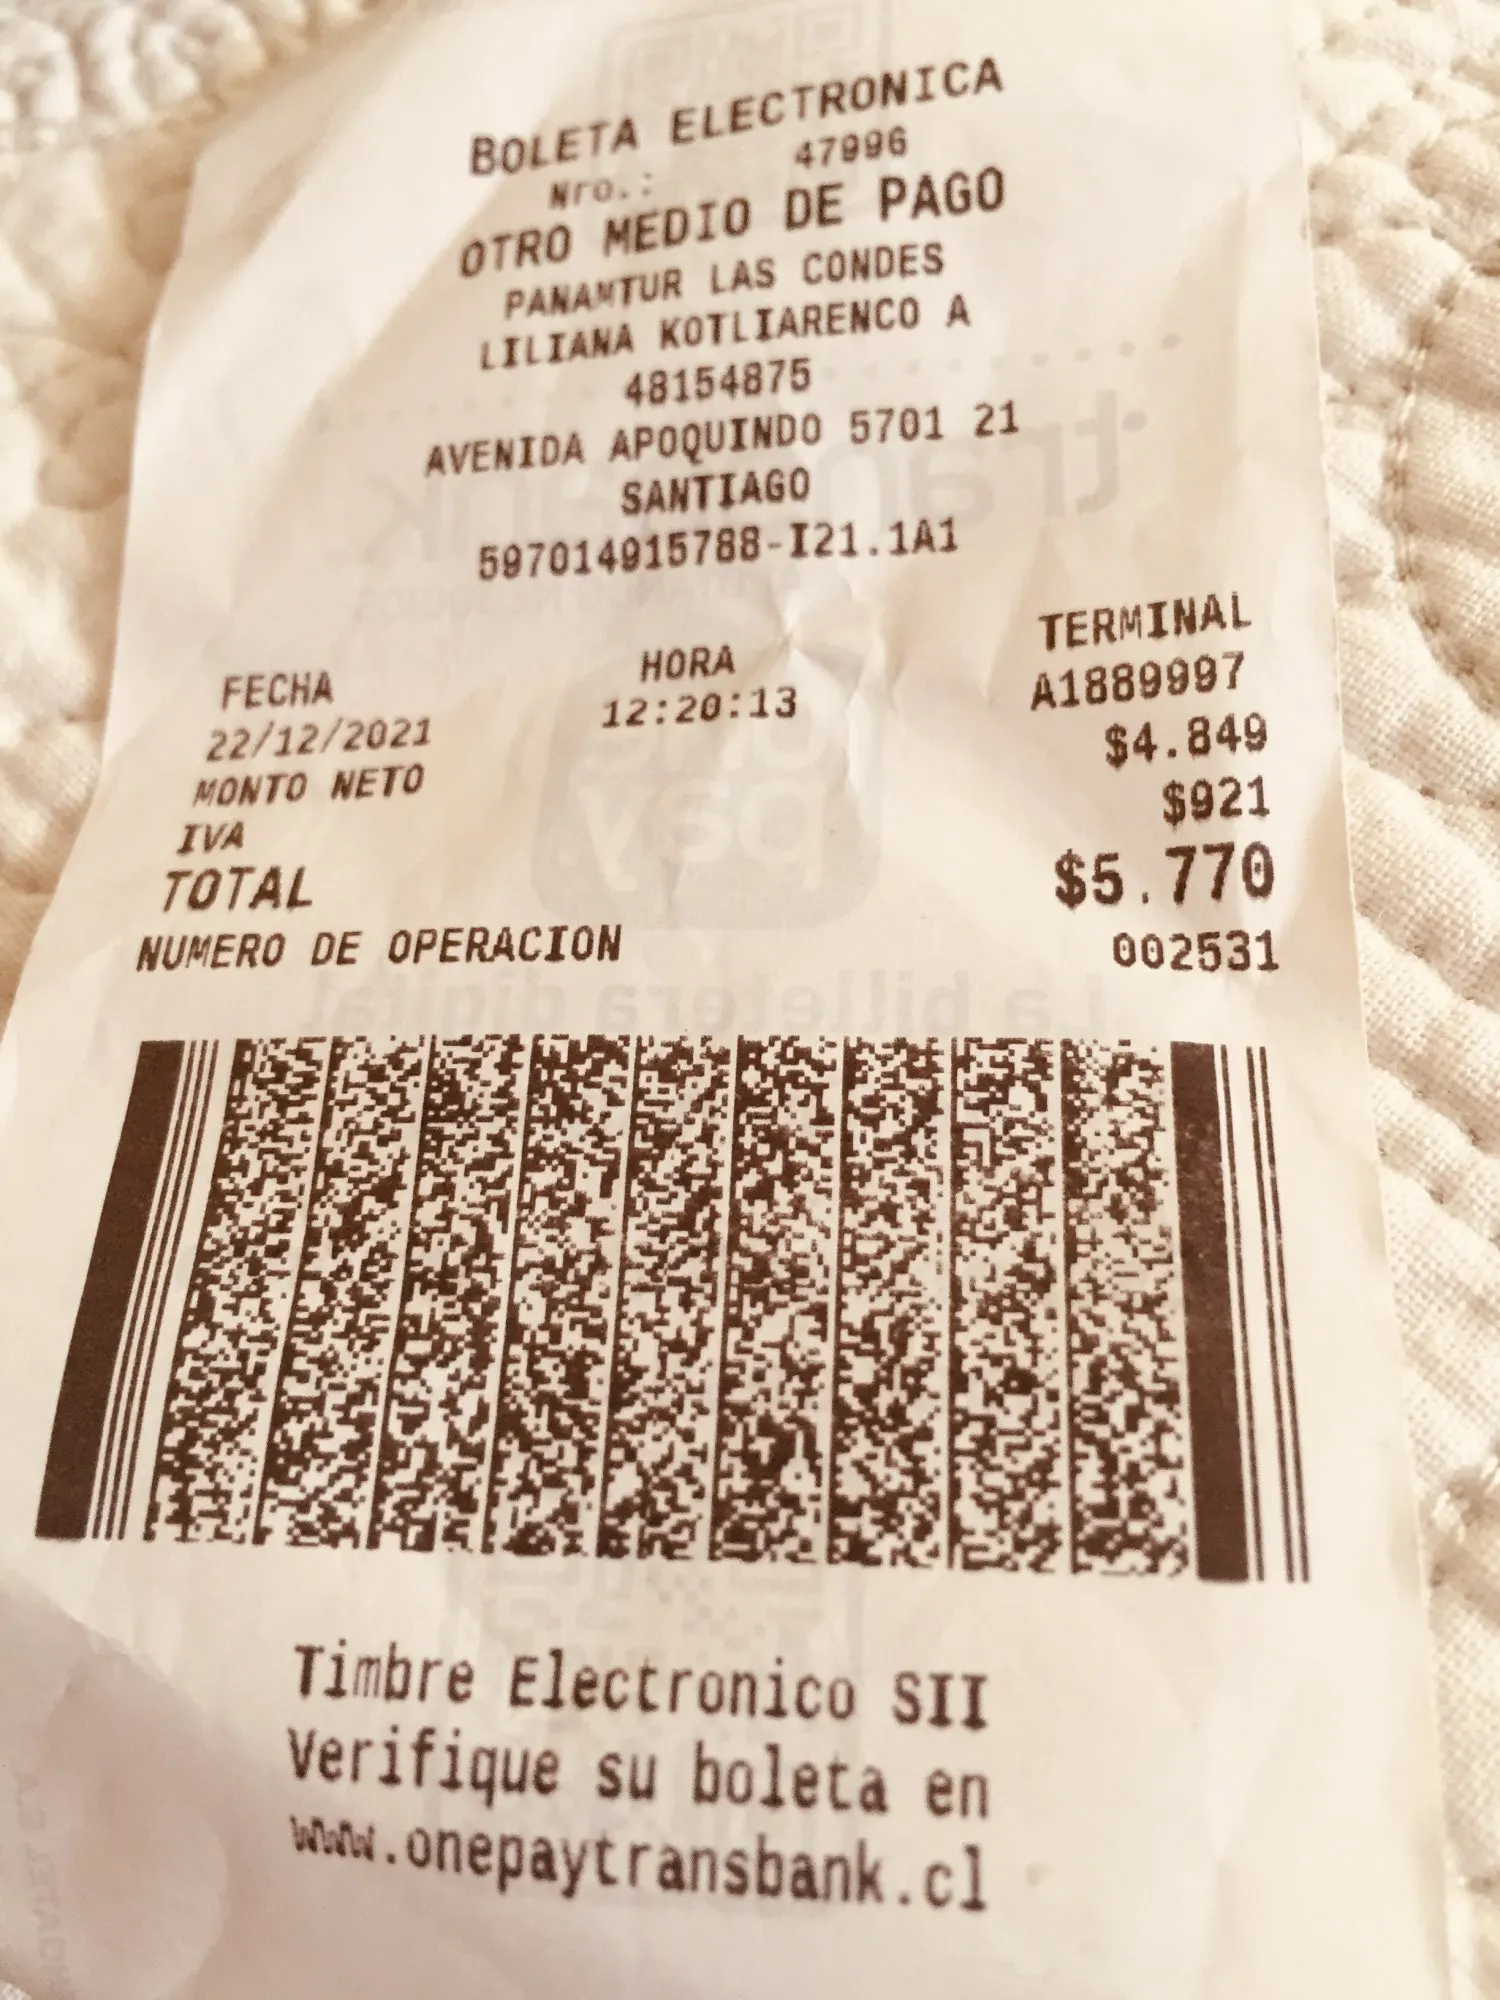 BOLETA ELECTRONICA
Nro.: 47996
OTRO MEDIO DE PAGO
PANAMTUR LAS CONDES
LILIANA KOTLIARENCO A
48154875
AVENIDA APOQUINDO 5701 21
SANTIAGO
597014915788-I21.1A1
FECHA HORA TERMINAL
22/12/2021 12:20:13 A1889997
MONTO NETO $4.849
IVA $921
TOTAL $5.770
NUMERO DE OPERACION 002531
Timbre Electronico SII
Verifique su boleta en
www.onepaytransbank.cl